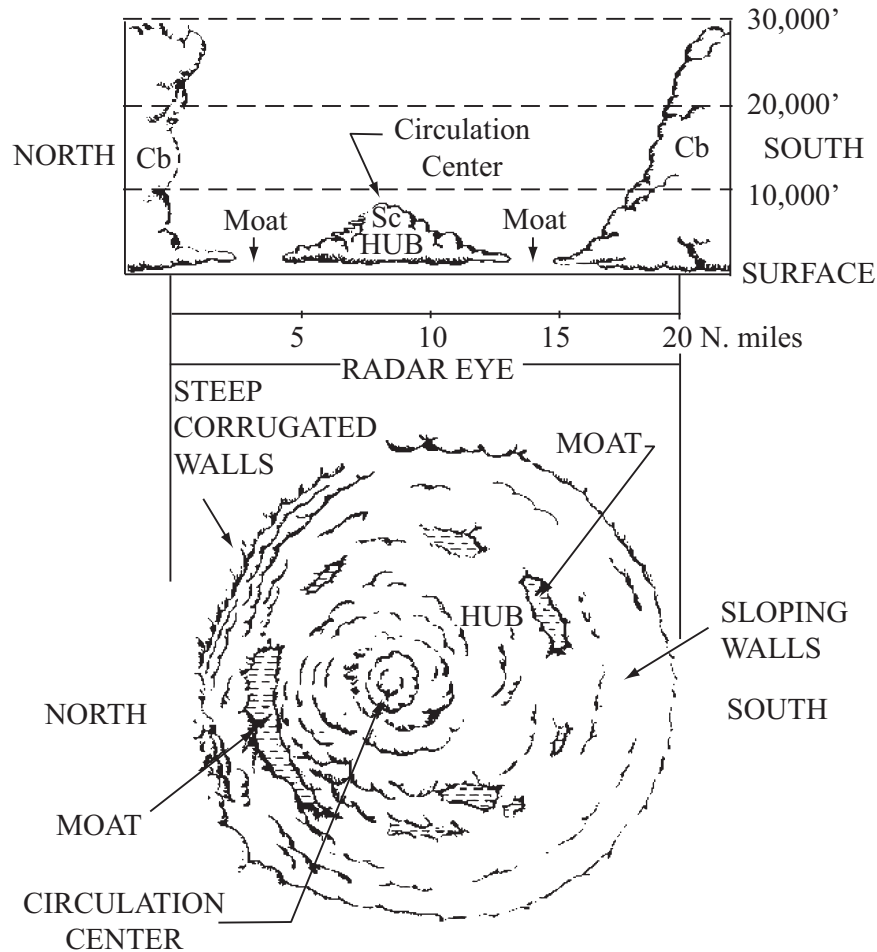 30,000’
20,000’
Circulation
Center
NORTH
Cb
Cb
SOUTH
10,000’
Moat
Sc
HUB
Moat
SURFACE
5
10
15
20 N. miles
RADAR EYE
STEEP
CORRUGATED
WALLS
MOAT
HUB
SLOPING
WALLS
NORTH
SOUTH
MOAT
CIRCULATION
CENTER